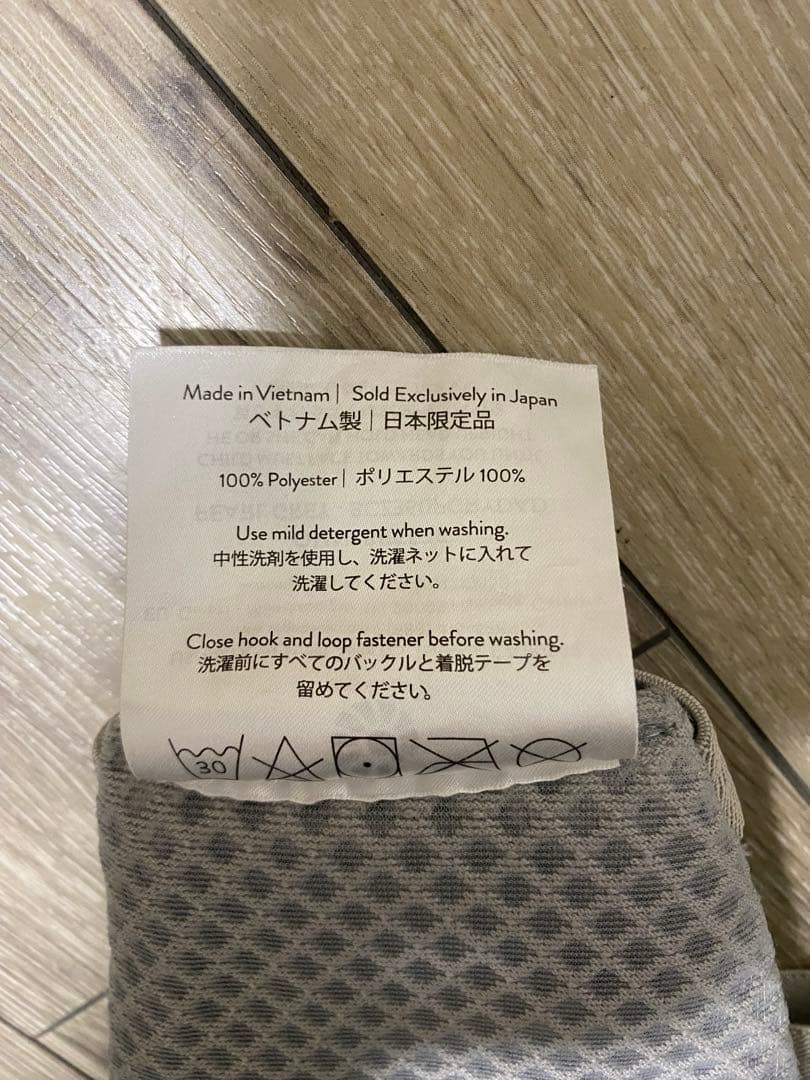 Made in Vietnam | Sold Exclusively in Japan
ベトナム製 | 日本限定品
100% Polyester | ポリエステル 100%
Use mild detergent when washing.
中性洗剤を使用し、洗濯ネットに入れて
洗濯してください。
Close hook and loop fastener before washing.
洗濯前にすべてのバックルと着脱テープを
留めてください。
30